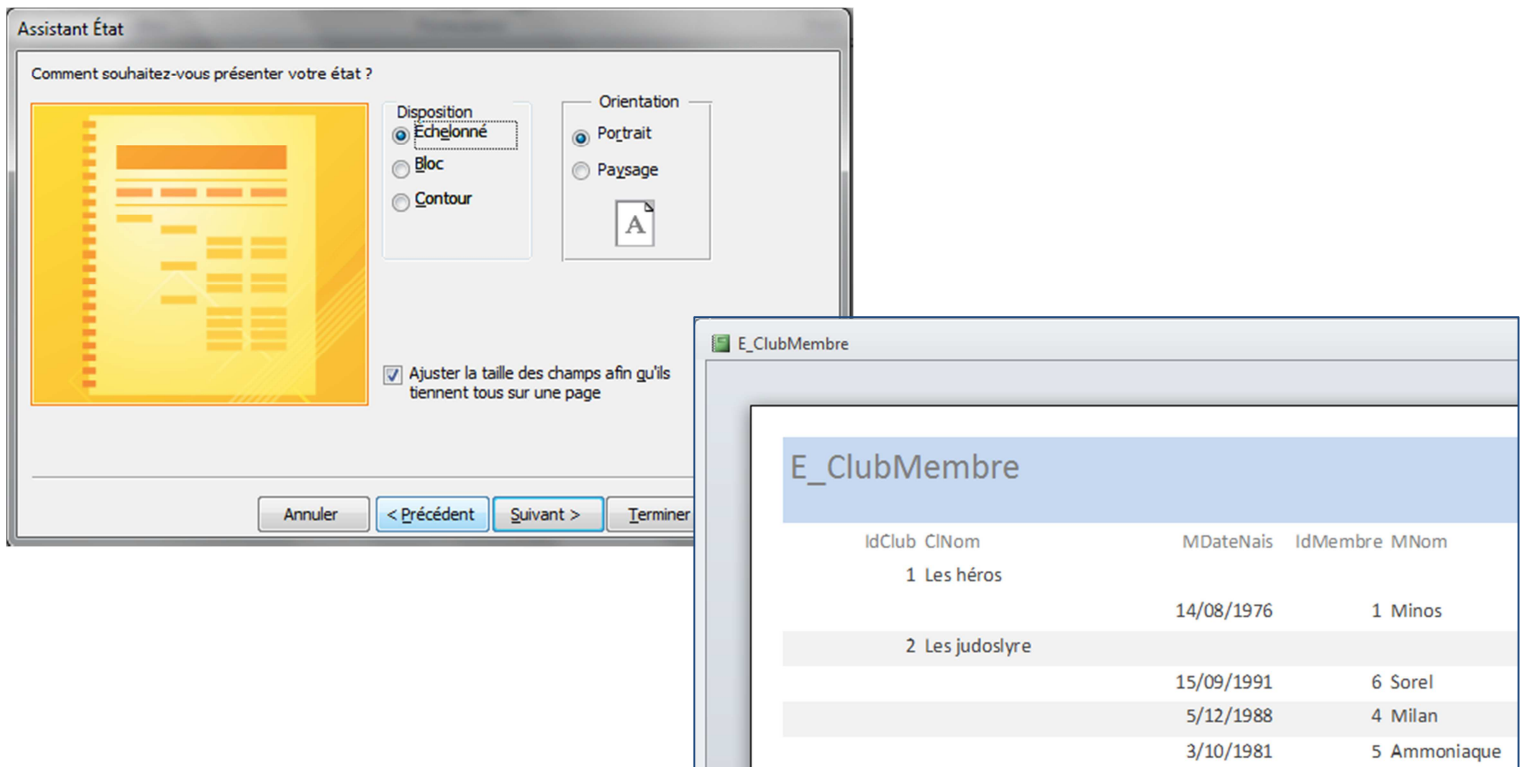 Assistant État
Comment souhaitez-vous présenter votre état ?
Disposition
Échelonné
Bloc
Contour
Orientation
Portrait
Paysage
A
Ajuster la taille des champs afin qu'ils
tiennent tous sur une page
Annuler
< Précédent
Suivant >
Terminer
E_ClubMembre
E_ClubMembre
IdClub ClNom MDateNais IdMembre MNom
1 Les héros
14/08/1976 1 Minos
2 Les judoslyre
15/09/1991 6 Sorel
5/12/1988 4 Milan
3/10/1981 5 Ammoniaque